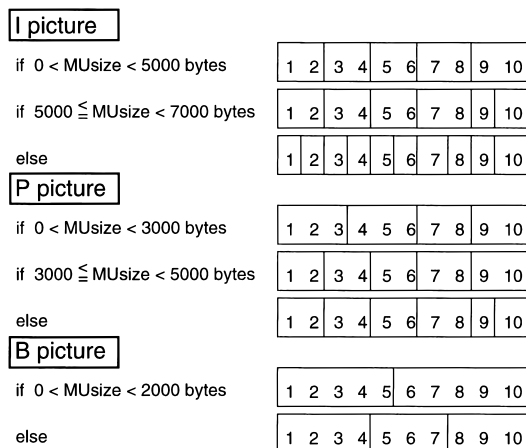 I picture
if 0 < MUsize < 5000 bytes 1 2 3 4 5 6 7 8 9 10
if 5000 ≦ MUsize < 7000 bytes 1 2 3 4 5 6 7 8 9 10
else 1 2 3 4 5 6 7 8 9 10
P picture
if 0 < MUsize < 3000 bytes 1 2 3 4 5 6 7 8 9 10
if 3000 ≦ MUsize < 5000 bytes 1 2 3 4 5 6 7 8 9 10
else 1 2 3 4 5 6 7 8 9 10
B picture
if 0 < MUsize < 2000 bytes 1 2 3 4 5 6 7 8 9 10
else 1 2 3 4 5 6 7 8 9 10